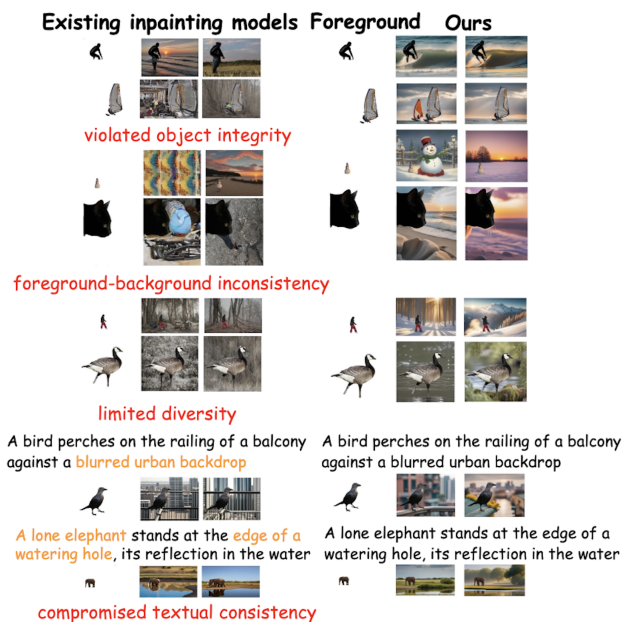 Existing inpainting models Foreground Ours
violated object integrity
foreground-background inconsistency
limited diversity
A bird perches on the railing of a balcony
against a blurred urban backdrop
A lone elephant stands at the edge of a
watering hole, its reflection in the water
compromised textual consistency
A bird perches on the railing of a balcony
against a blurred urban backdrop
A lone elephant stands at the edge of a
watering hole, its reflection in the water